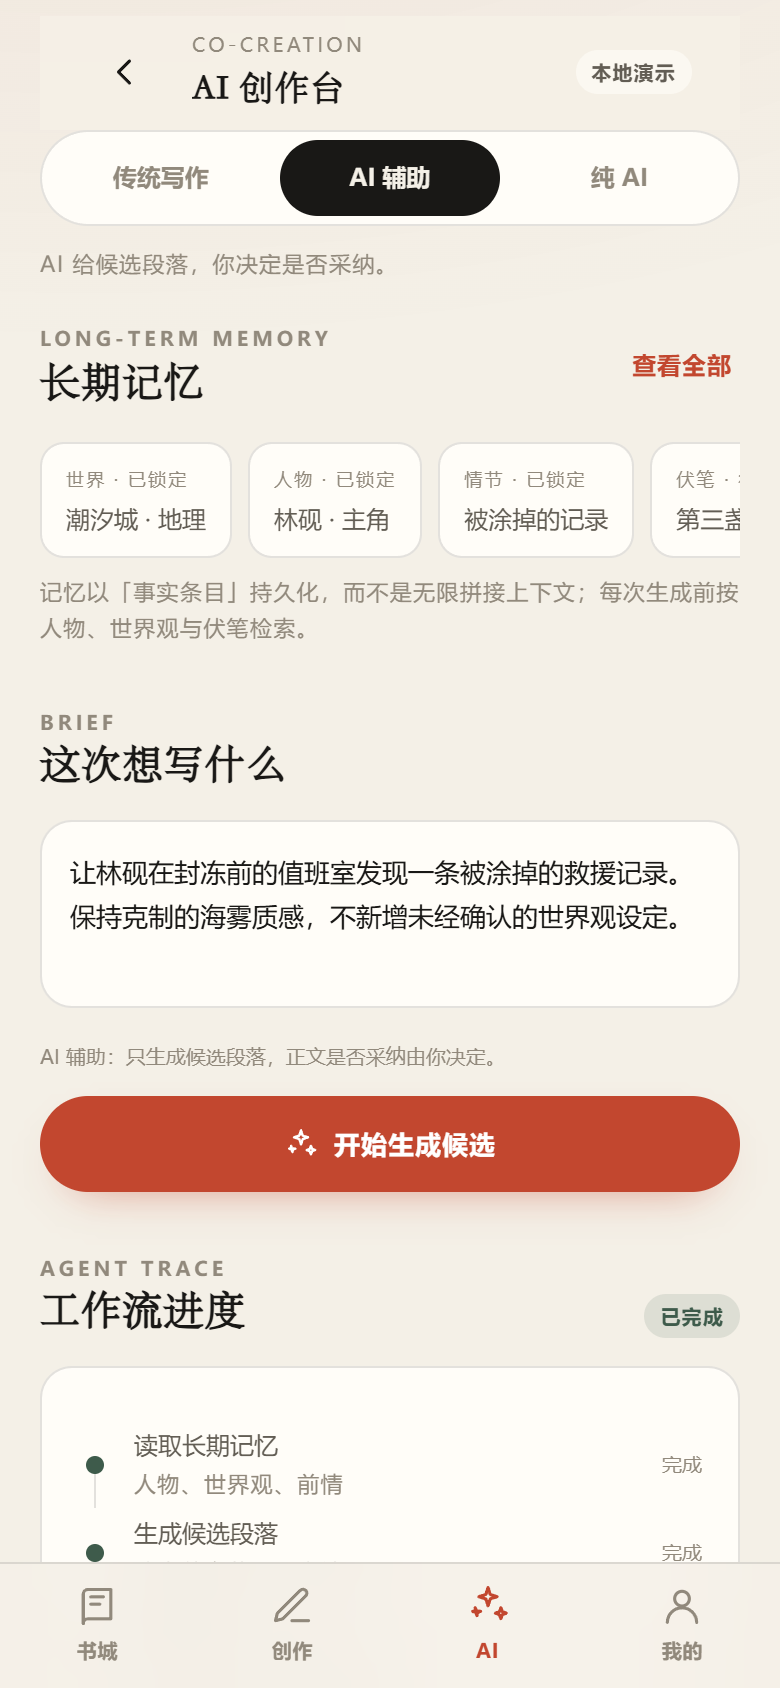 CO-CREATION
AI 创作台
本地演示
传统写作
AI 辅助
纯 AI
AI 给候选段落，你决定是否采纳。
LONG-TERM MEMORY
长期记忆
查看全部
世界 · 已锁定
人物 · 已锁定
情节 · 已锁定
伏笔 ·
潮汐城 · 地理
林砚 · 主角
被涂掉的记录
第三盏
记忆以「事实条目」持久化，而不是无限拼接上下文；每次生成前按
人物、世界观与伏笔检索。
BRIEF
这次想写什么
让林砚在封冻前的值班室发现一条被涂掉的救援记录。
保持克制的海雾质感，不新增未经确认的世界观设定。
AI 辅助：只生成候选段落，正文是否采纳由你决定。
开始生成候选
AGENT TRACE
工作流进度
已完成
读取长期记忆
人物、世界观、前情
完成
生成候选段落
完成
书城
创作
AI
我的